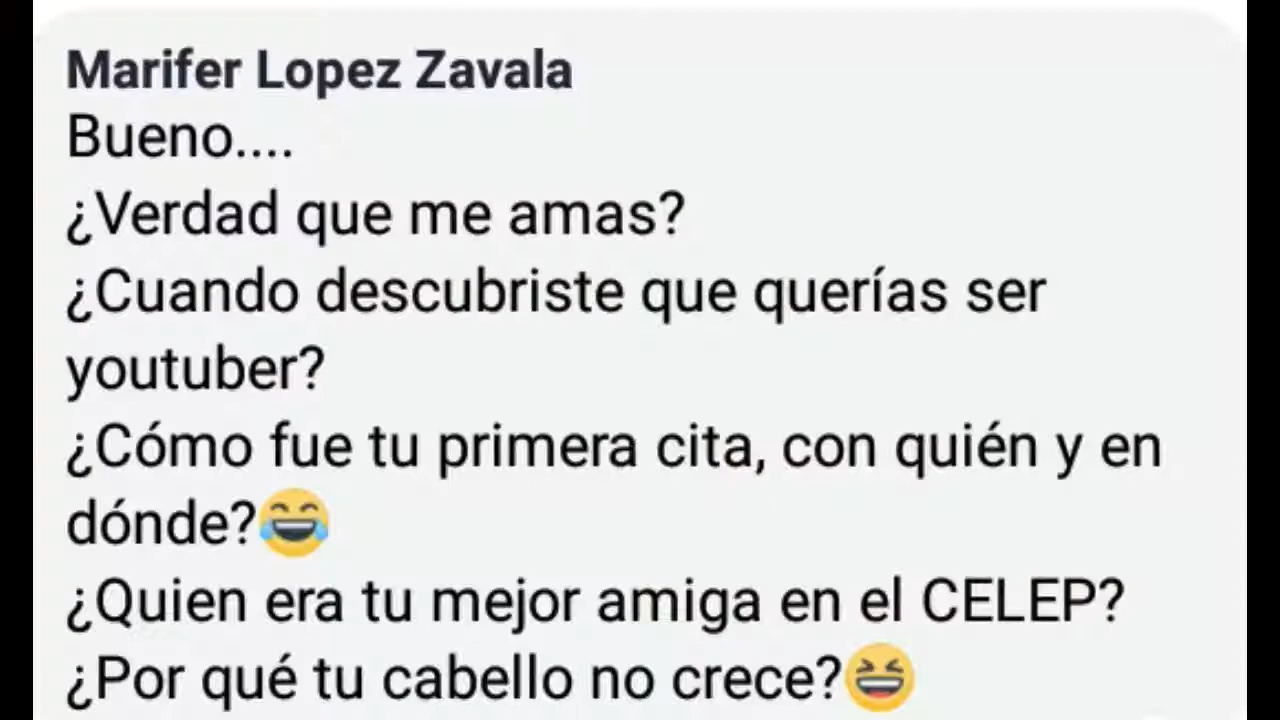 Marifer Lopez Zavala
Bueno....
¿Verdad que me amas?
¿Cuando descubriste que querías ser
youtuber?
¿Cómo fue tu primera cita, con quién y en
dónde?😂
¿Quien era tu mejor amiga en el CELEP?
¿Por qué tu cabello no crece?😆